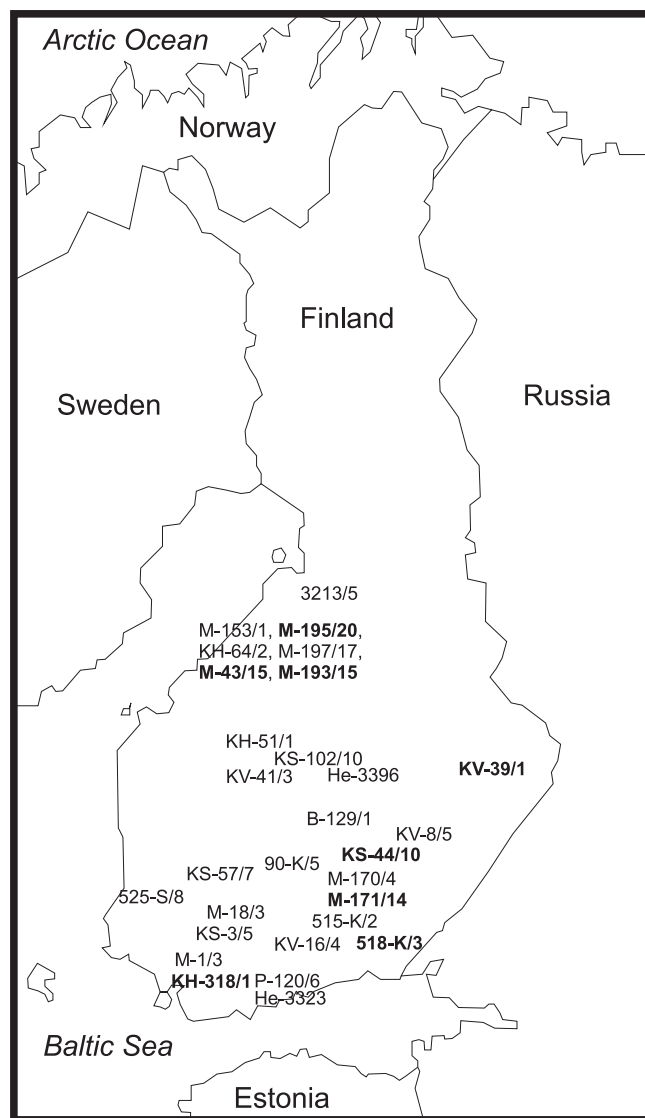 Arctic Ocean
Norway
Finland
Sweden
Russia
3213/5
M-153/1, M-195/20,
KH-64/2, M-197/17,
M-43/15, M-193/15
KH-51/1
KS-102/10
KV-41/3
He-3396
KV-39/1
B-129/1
KV-8/5
KS-44/10
90-K/5
KS-57/7
M-170/4
525-S/8
M-171/14
M-18/3
515-K/2
KS-3/5
KV-16/4
518-K/3
M-1/3
KH-318/1
P-120/6
He-3323
Baltic Sea
Estonia